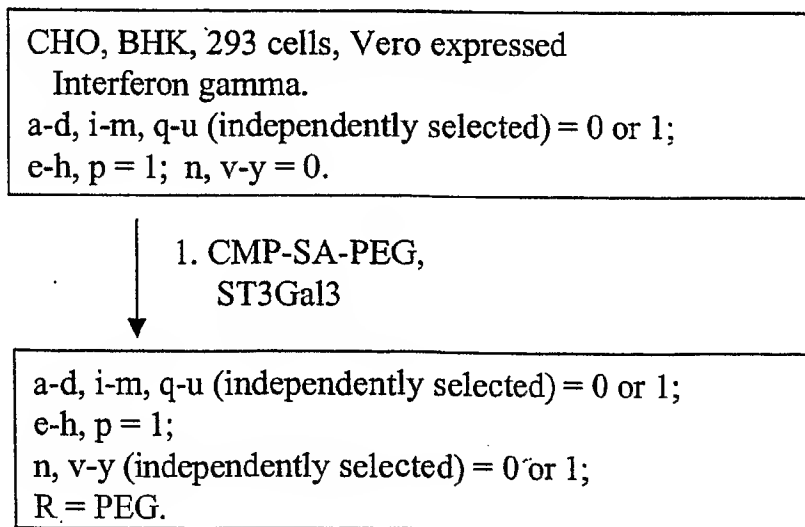 CHO, BHK, 293 cells, Vero expressed
Interferon gamma.
a-d, i-m, q-u (independently selected) = 0 or 1;
e-h, p = 1; n, v-y = 0.
1. CMP-SA-PEG,
ST3Gal3
a-d, i-m, q-u (independently selected) = 0 or 1;
e-h, p = 1;
n, v-y (independently selected) = 0 or 1;
R = PEG.